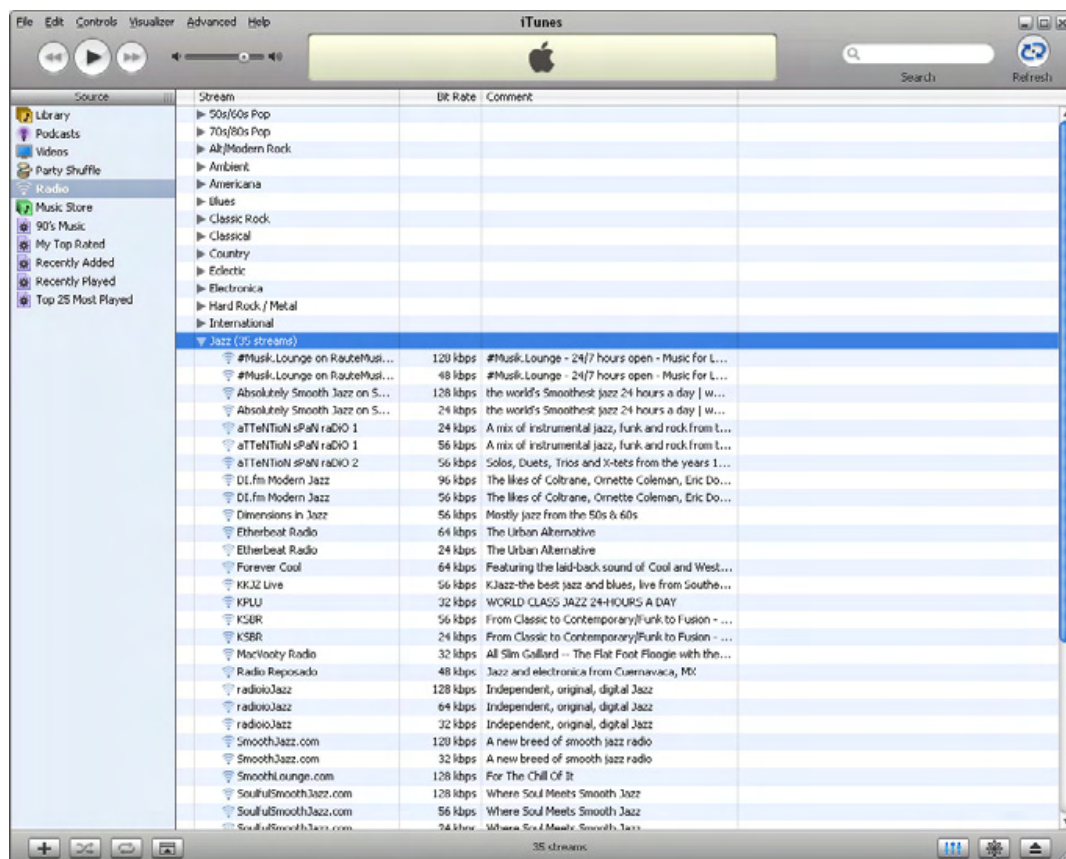 File Edit Controls Visualizer Advanced Help iTunes
Search Refresh
Source Stream Bit Rate Comment
Library
Podcasts
Videos
Party Shuffle
Radio
Music Store
90's Music
My Top Rated
Recently Added
Recently Played
Top 25 Most Played
50s/60s Pop
70s/80s Pop
Alt/Modern Rock
Ambient
Americana
Blues
Classic Rock
Classical
Country
Eclectic
Electronica
Hard Rock / Metal
International
Jazz (35 streams)
#Musik.Lounge on RauteMusi... 128 kbps #Musik.Lounge - 24/7 hours open - Music for L...
#Musik.Lounge on RauteMusi... 48 kbps #Musik.Lounge - 24/7 hours open - Music for L...
Absolutely Smooth Jazz on S... 128 kbps the world's Smoothest jazz 24 hours a day | w...
Absolutely Smooth Jazz on S... 24 kbps the world's Smoothest jazz 24 hours a day | w...
aTTeNTioN sPaN raDiO 1 24 kbps A mix of instrumental jazz, funk and rock from t...
aTTeNTioN sPaN raDiO 1 56 kbps A mix of instrumental jazz, funk and rock from t...
aTTeNTioN sPaN raDiO 2 56 kbps Solos, Duets, Trios and X-tets from the years 1...
DI.fm Modern Jazz 96 kbps The likes of Coltrane, Ornette Coleman, Eric Do...
DI.fm Modern Jazz 56 kbps The likes of Coltrane, Ornette Coleman, Eric Do...
Dimensions in Jazz 56 kbps Mostly jazz from the 50s & 60s
Etherbeat Radio 64 kbps The Urban Alternative
Etherbeat Radio 24 kbps The Urban Alternative
Forever Cool 64 kbps Featuring the laid-back sound of Cool and West...
KKJZ Live 56 kbps KJazz-the best jazz and blues, live from Southe...
KPLU 32 kbps WORLD CLASS JAZZ 24-HOURS A DAY
KSBR 56 kbps From Classic to Contemporary/Funk to Fusion - ...
KSBR 24 kbps From Classic to Contemporary/Funk to Fusion - ...
MacVooty Radio 32 kbps All Slim Gaillard -- The Flat Foot Floogie with the...
Radio Reposado 48 kbps Jazz and electronica from Cuernavaca, MX
radioioJazz 128 kbps Independent, original, digital Jazz
radioioJazz 64 kbps Independent, original, digital Jazz
radioioJazz 32 kbps Independent, original, digital Jazz
SmoothJazz.com 128 kbps A new breed of smooth jazz radio
SmoothJazz.com 32 kbps A new breed of smooth jazz radio
SmoothLounge.com 128 kbps For The Chill Of It
SoulfulSmoothJazz.com 128 kbps Where Soul Meets Smooth Jazz
SoulfulSmoothJazz.com 56 kbps Where Soul Meets Smooth Jazz
SoulfulSmoothJazz.com 24 kbps Where Soul Meets Smooth Jazz
35 streams